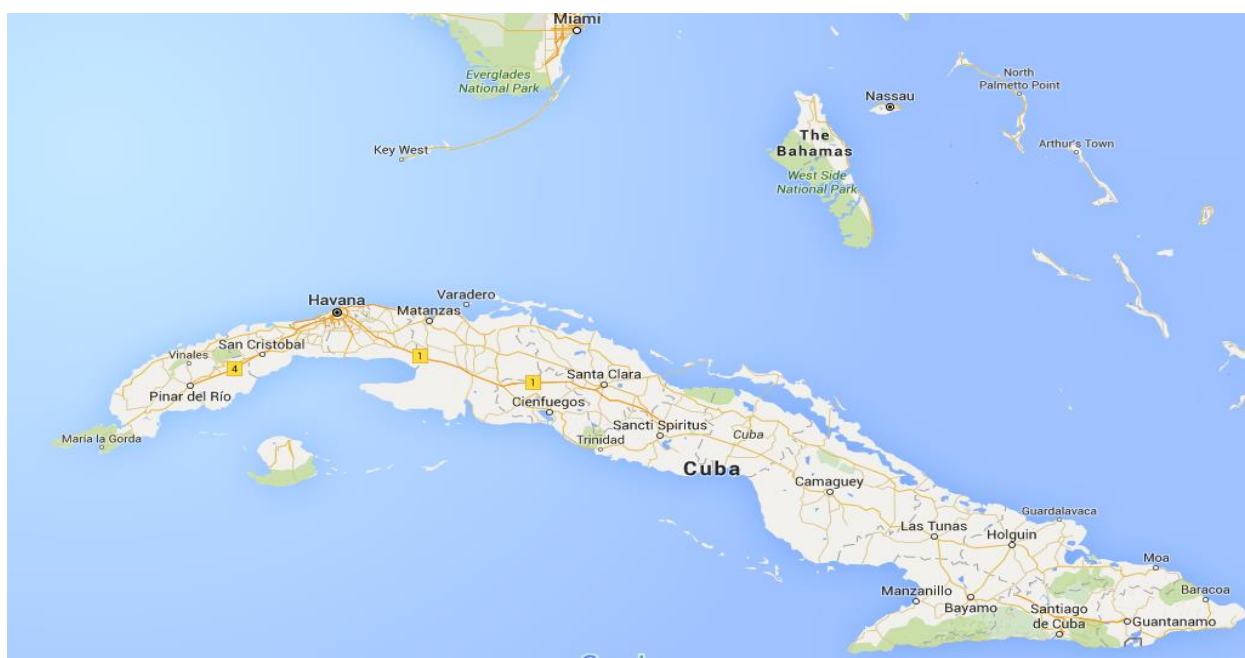 Miami
Everglades
National Park
North
Palmetto Point
Nassau
The
Bahamas
Key West
Arthur's Town
West Side
National Park
Varadero
Havana
Matanzas
San Cristobal
Vinales
1
4
Pinar del Río
1
Santa Clara
Cienfuegos
María la Gorda
Trinidad
Sancti Spiritus
Cuba
Cuba
Camaguey
Guardalavaca
Las Tunas
Holguin
Moa
Manzanillo
Bayamo
Baracoa
Santiago
de Cuba
Guantanamo